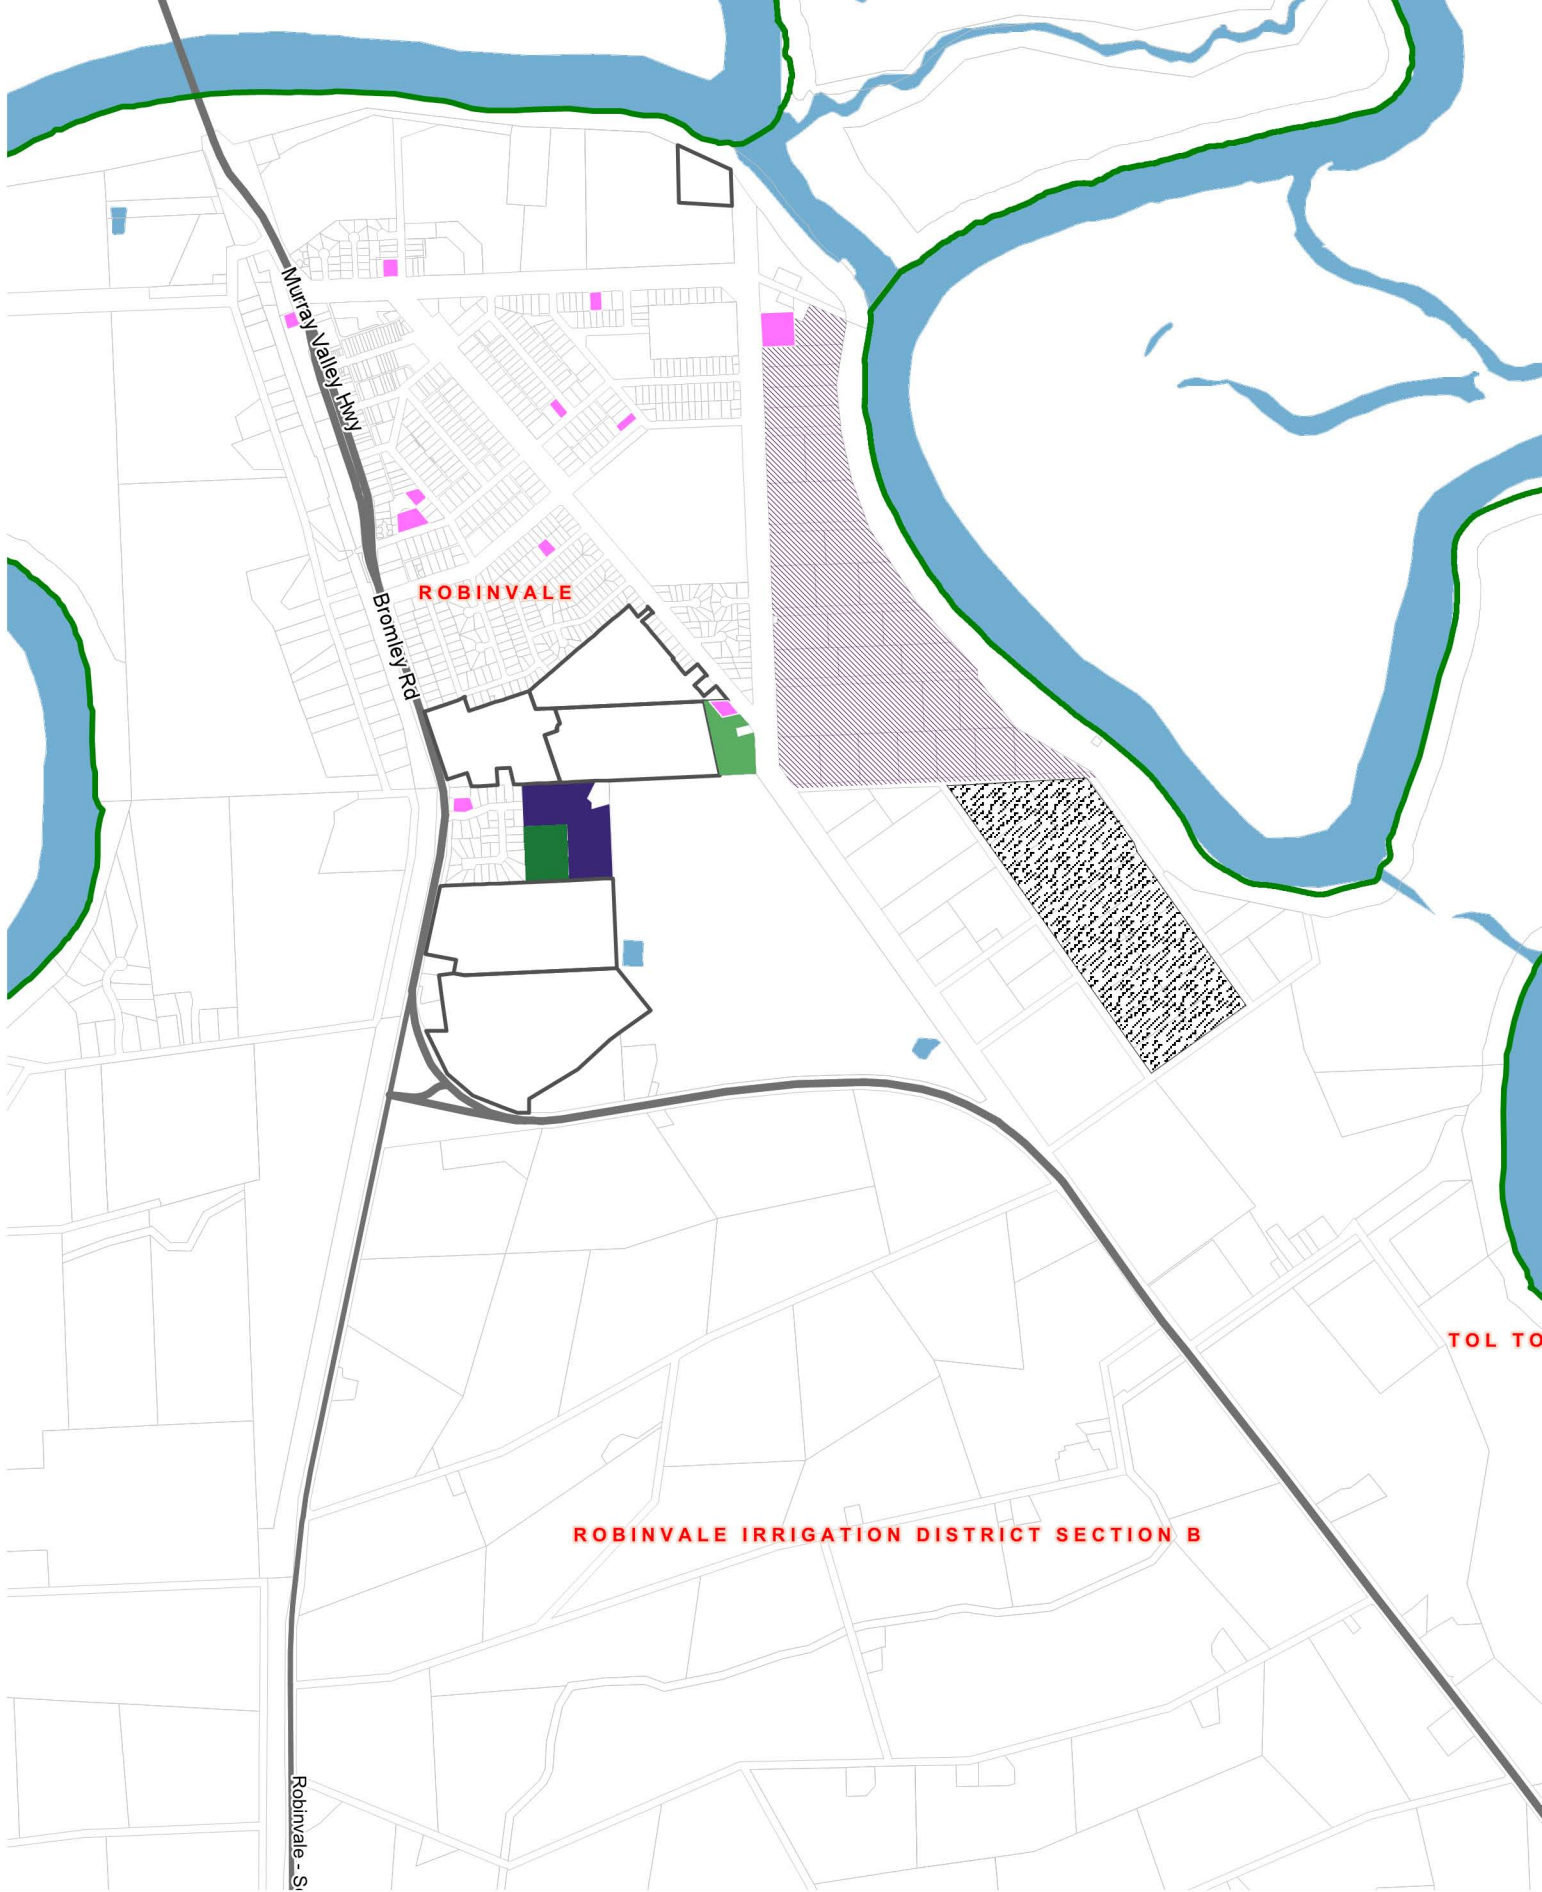 Murray Valley Hwy
ROBINVALE
Bromley Rd
TOL TO
ROBINVALE IRRIGATION DISTRICT SECTION B
Robinvale - S